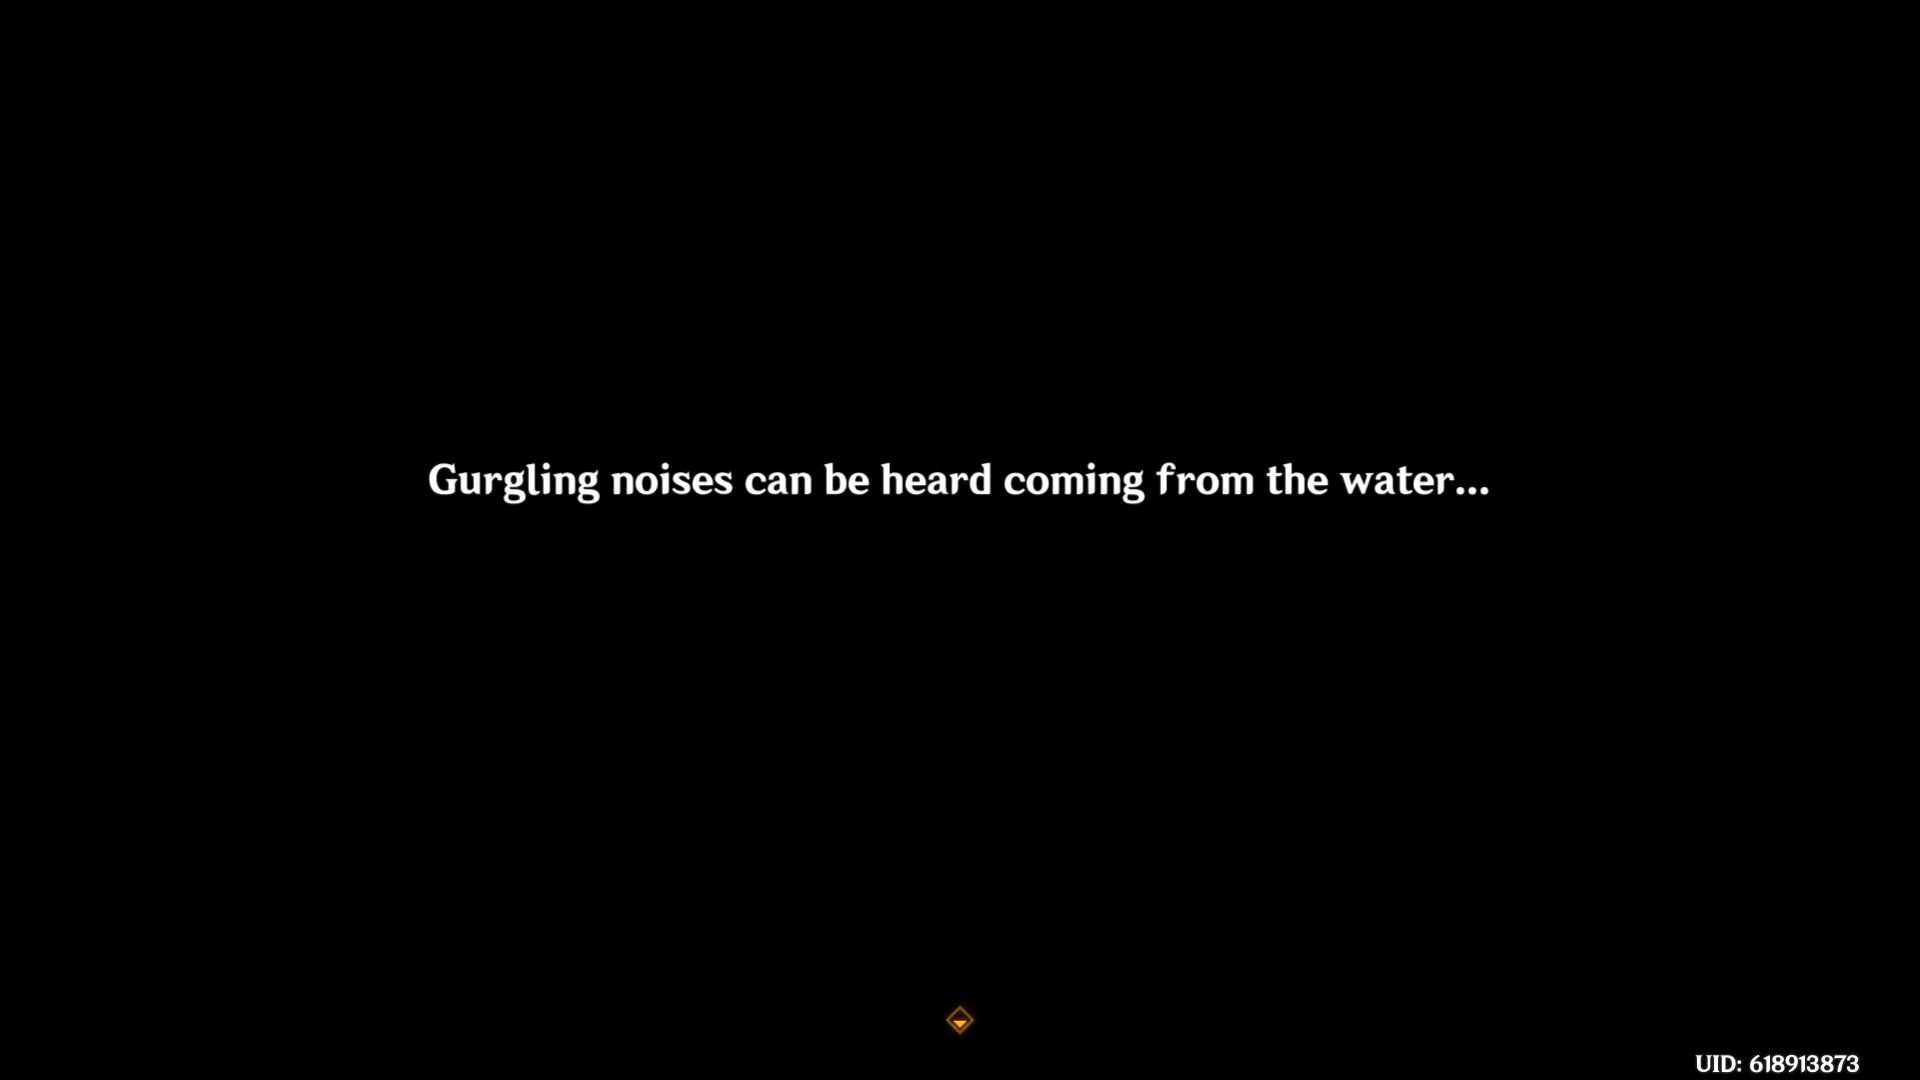 Gurgling noises can be heard coming from the water...
UID: 618913873